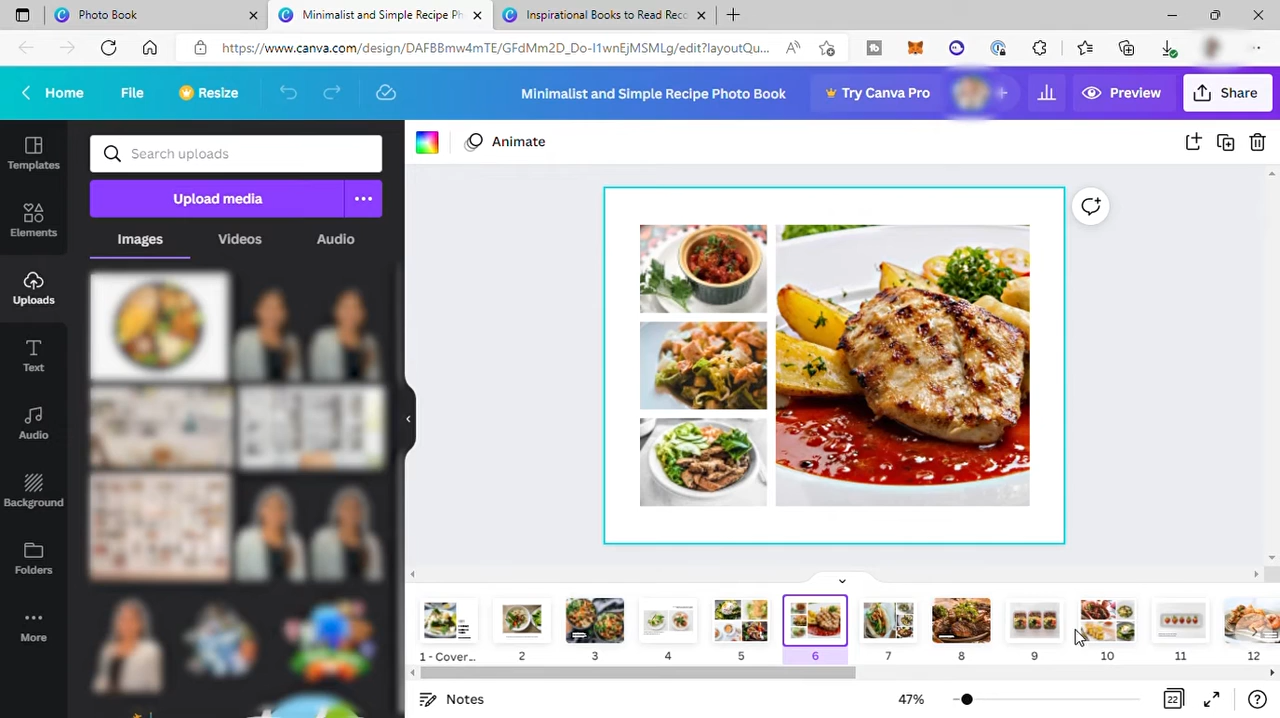 Photo Book
Minimalist and Simple Recipe Ph
Inspirational Books to Read Reco
https://www.canva.com/design/DAFBBmw4mTE/GFdMm2D_Do-I1wnEjMSMLg/edit?layoutQu...
Home
File
Resize
Minimalist and Simple Recipe Photo Book
Try Canva Pro
Preview
Share
Templates
Elements
Uploads
Text
Audio
Background
Folders
More
Search uploads
Upload media
Images
Videos
Audio
Animate
1 - Cover...
2
3
4
5
6
7
8
9
10
11
12
Notes
47%
22